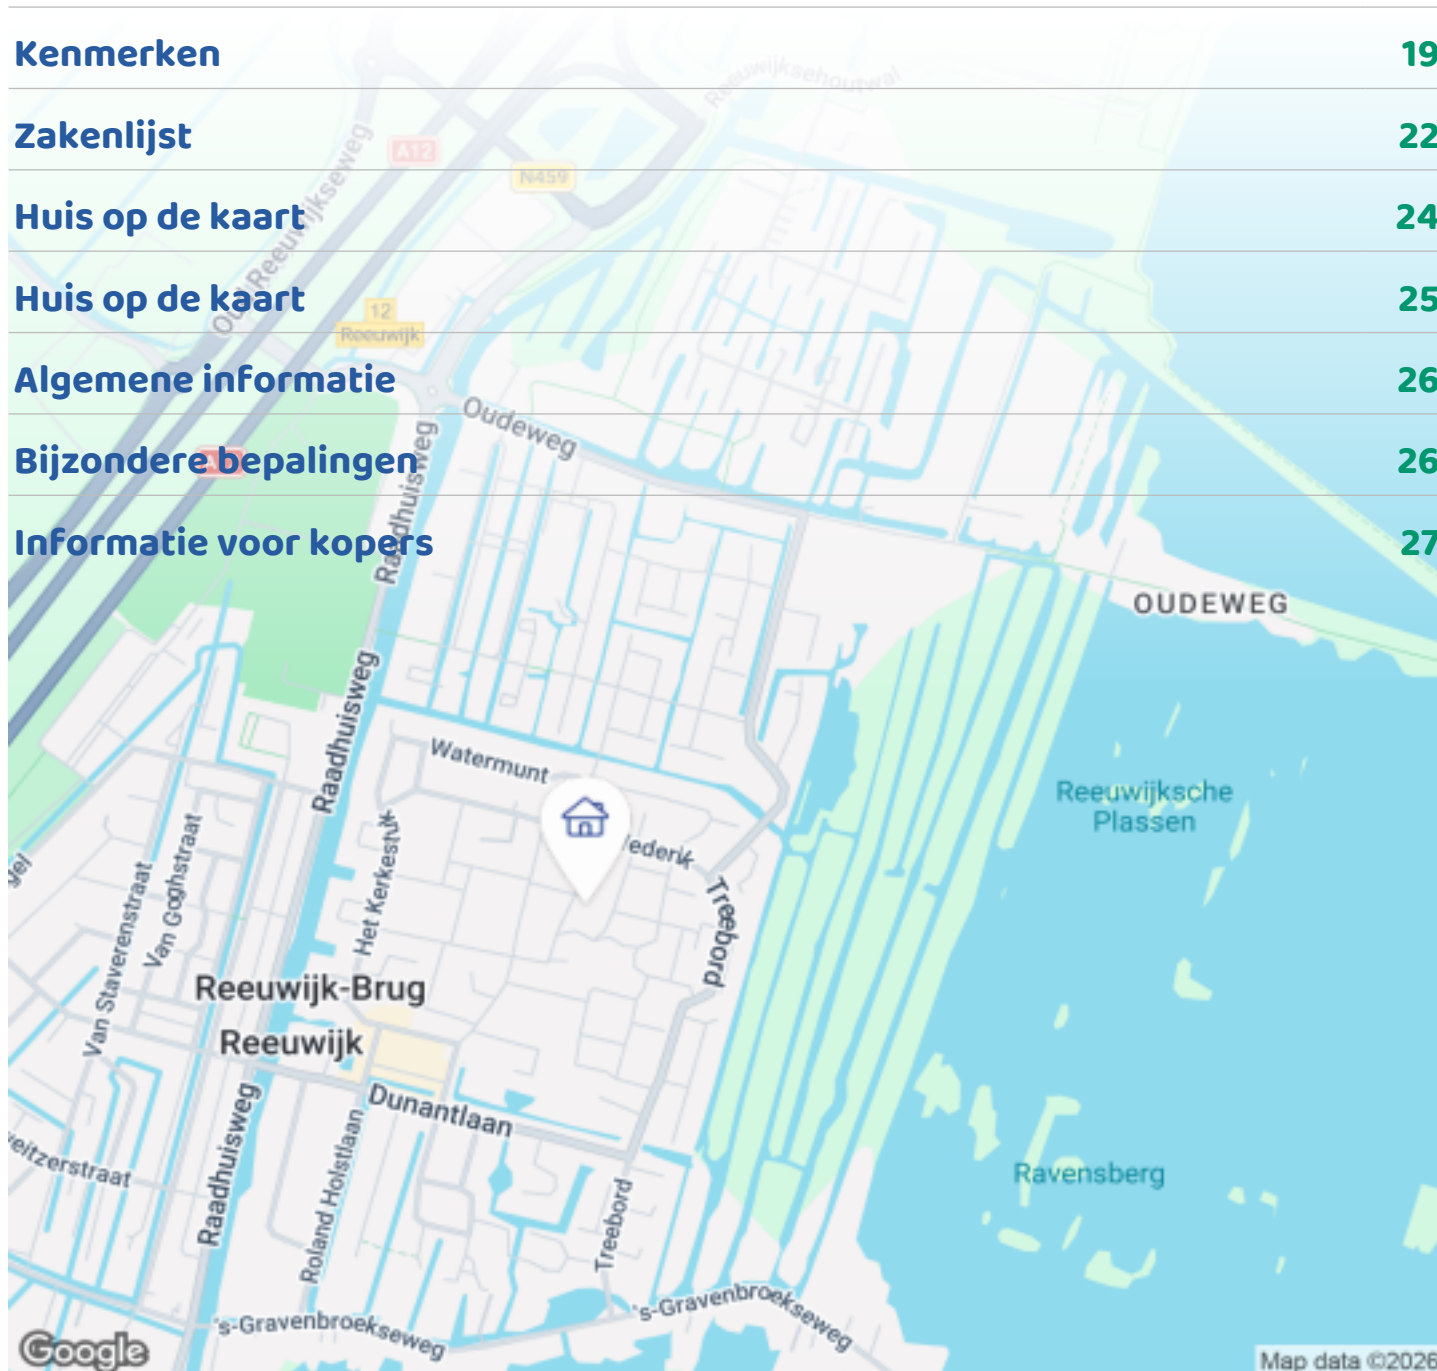 Kenmerken 19
Zakenlijst 22
Huis op de kaart 24
Huis op de kaart 25
Algemene informatie 26
Bijzondere bepalingen 26
Informatie voor kopers 27
Reeuwijksehoutwal
A12
N459
Oud Reeuwijkseweg
12
Reeuwijk
Oudeweg
Raadhuisweg
OUDEWEG
Raadhuisweg
Watermunt
Reeuwijksche
Plassen
ederik
Het Kerkestuk
Van Goghstraat
Van Staverenstraat
Treebord
Reeuwijk-Brug
Reeuwijk
Dunantlaan
eitzerstraat
Raadhuisweg
Roland Holstlaan
Treebord
Ravensberg
's-Gravenbroekseweg
's-Gravenbroekseweg
Google
Map data ©2026